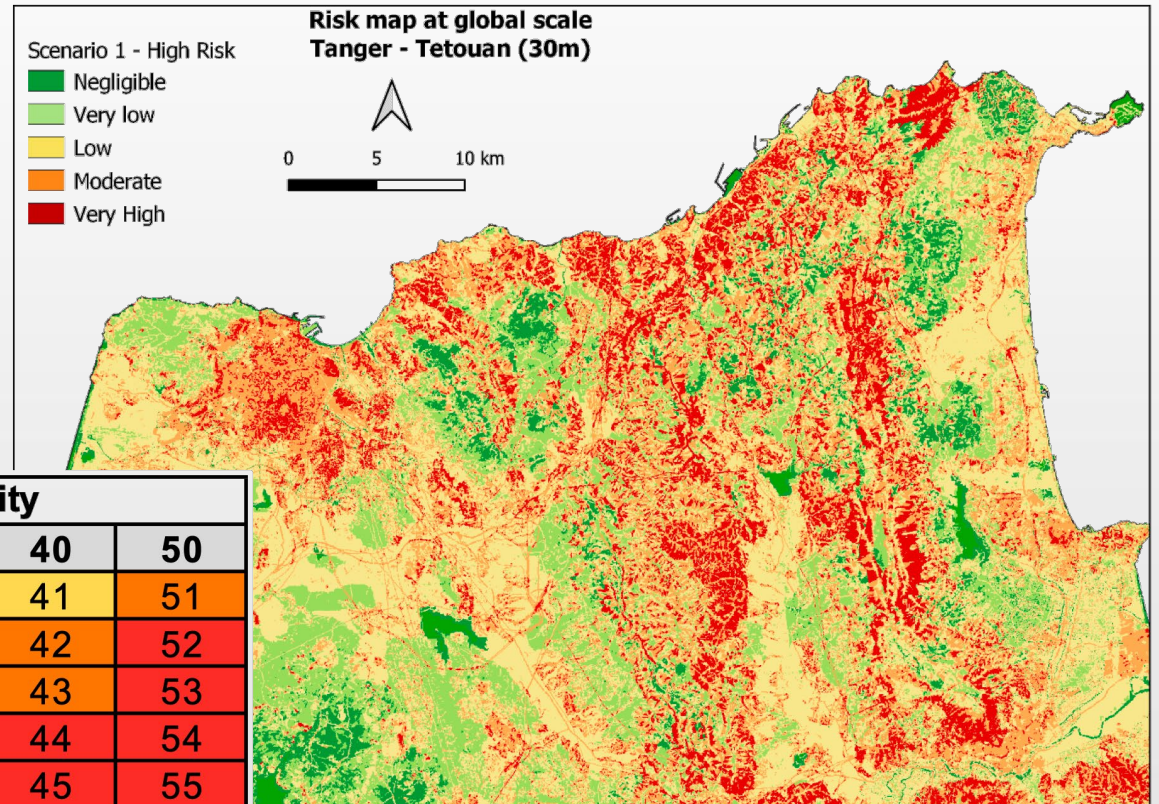 Risk map at global scale
Tanger - Tetouan (30m)
Scenario 1 - High Risk
Negligible
Very low
Low
Moderate
Very High
0 5 10 km
ity
40 50
41 51
42 52
43 53
44 54
45 55